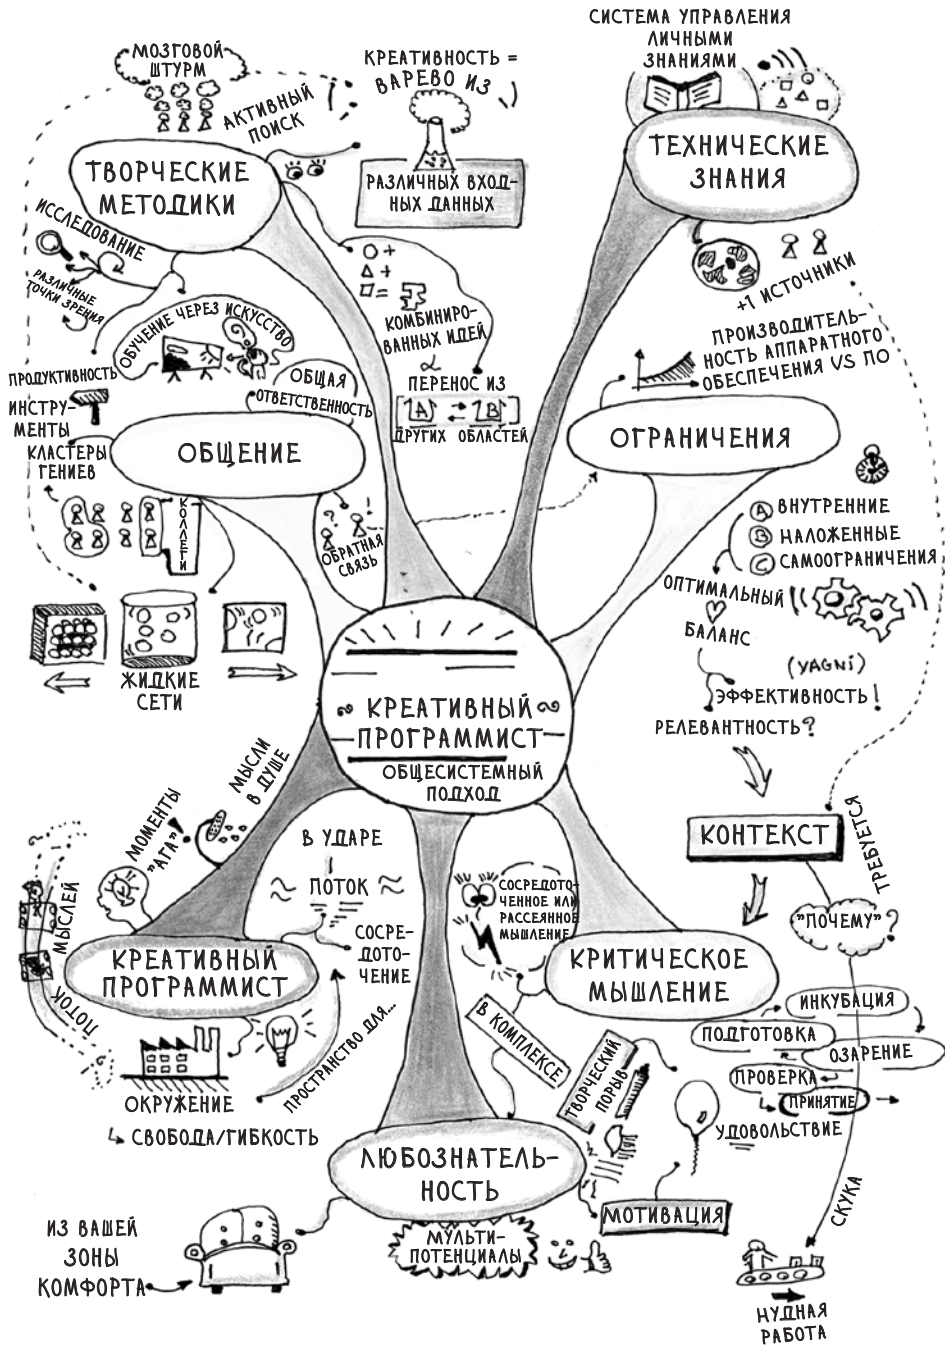 МОЗГОВОЙ
ШТУРМ
АКТИВНЫЙ
ПОИСК
КРЕАТИВНОСТЬ =
ВАРЕВО ИЗ
РАЗЛИЧНЫХ ВХОД-
НЫХ ДАННЫХ
СИСТЕМА УПРАВЛЕНИЯ
ЛИЧНЫМИ
ЗНАНИЯМИ
ТВОРЧЕСКИЕ
МЕТОДИКИ
ТЕХНИЧЕСКИЕ
ЗНАНИЯ
ИССЛЕДОВАНИЕ
РАЗЛИЧНЫЕ
ТОЧКИ ЗРЕНИЯ
+1 ИСТОЧНИКИ
КОМБИНИРО-
ВАННЫХ ИДЕЙ
α
ПЕРЕНОС ИЗ
A B
ДРУГИХ ОБЛАСТЕЙ
ОБУЧЕНИЕ ЧЕРЕЗ ИСКУССТВО
ПРОИЗВОДИТЕЛЬ-
НОСТЬ АППАРАТНОГО
ОБЕСПЕЧЕНИЯ VS ПО
ПРОДУКТИВНОСТЬ
ИНСТРУ-
МЕНТЫ
ОБЩАЯ
ОТВЕТСТВЕННОСТЬ
ОБЩЕНИЕ
ОГРАНИЧЕНИЯ
КЛАСТЕРЫ
ГЕНИЕВ
КОЛЛЕГИ
? !
ОБРАТНАЯ
СВЯЗЬ
A ВНУТРЕННИЕ
B НАЛОЖЕННЫЕ
C САМООГРАНИЧЕНИЯ
ОПТИМАЛЬНЫЙ
БАЛАНС
ЖИДКИЕ
СЕТИ
(YAGNi)
ЭФФЕКТИВНОСТЬ!
РЕЛЕВАНТНОСТЬ?
КРЕАТИВНЫЙ
ПРОГРАММИСТ
ОБЩЕСИСТЕМНЫЙ
ПОДХОД
МЫСЛИ
В ДУШЕ
МОМЕНТЫ
"АГА"
КОНТЕКСТ
ТРЕБУЕТСЯ
"ПОЧЕМУ"?
В УДАРЕ
ПОТОК
СОСРЕ-
ДОТО-
ЧЕНИЕ
СОСРЕДОТО-
ЧЕННОЕ ИЛИ
РАССЕЯННОЕ
МЫШЛЕНИЕ
ПОТОК
МЫСЛЕЙ
КРЕАТИВНЫЙ
ПРОГРАММИСТ
КРИТИЧЕСКОЕ
МЫШЛЕНИЕ
ПРОСТРАНСТВО ДЛЯ...
ОКРУЖЕНИЕ
СВОБОДА/ГИБКОСТЬ
В КОМПЛЕКСЕ
ТВОРЧЕСКИЙ
ПОРЫВ
ИНКУБАЦИЯ
ПОДГОТОВКА
ОЗАРЕНИЕ
ПРОВЕРКА
ПРИНЯТИЕ
УДОВОЛЬСТВИЕ
ЛЮБОЗНАТЕЛЬ-
НОСТЬ
МОТИВАЦИЯ
СКУКА
МУЛЬТИ-
ПОТЕНЦИАЛЫ
ИЗ ВАШЕЙ
ЗОНЫ
КОМФОРТА
НУДНАЯ
РАБОТА